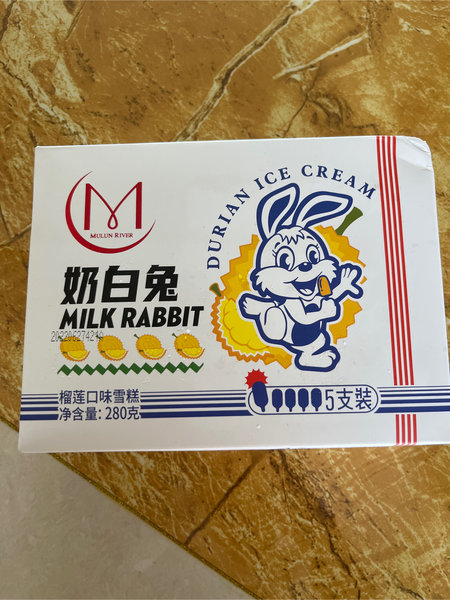 DURIAN ICE CREAM
M
MULUN RIVER
奶白兔
MILK RABBIT
榴莲口味雪糕
净含量: 280克
5支裝